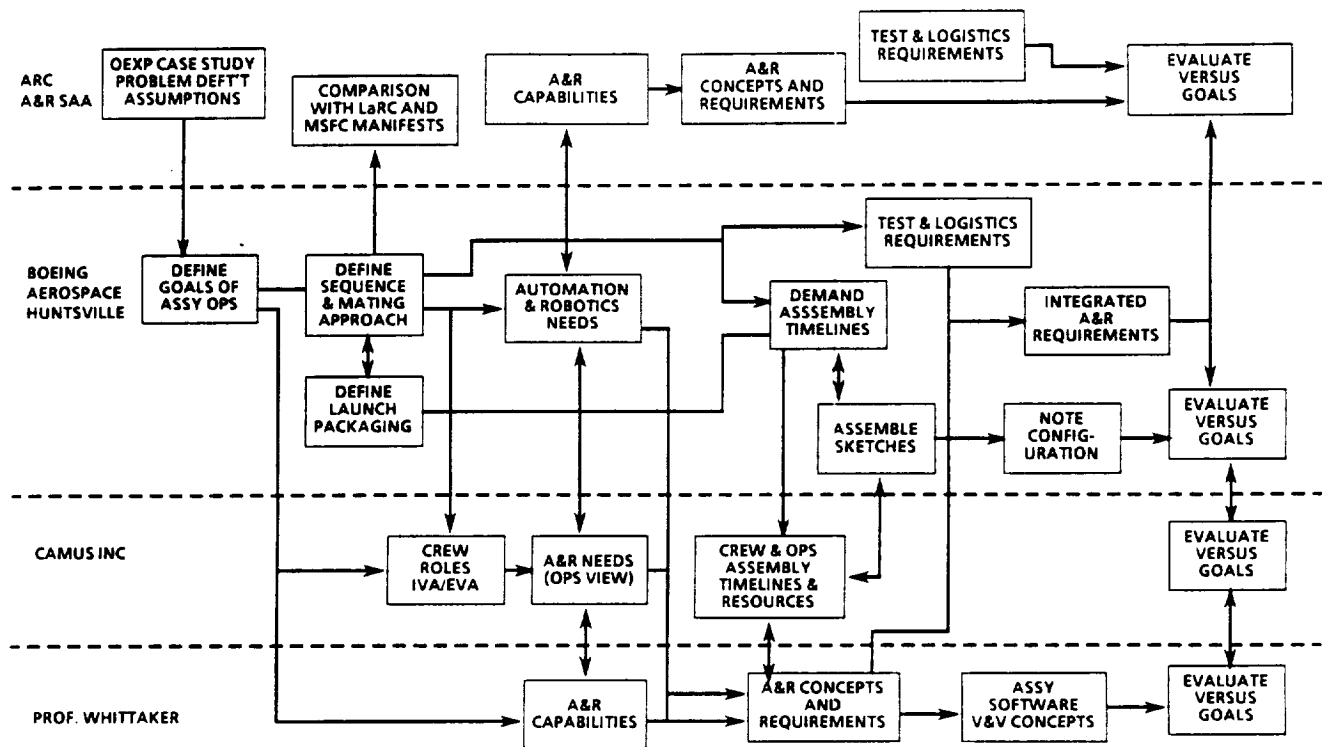 ARC
A&R SAA
OEXP CASE STUDY
PROBLEM DEFT'T
ASSUMPTIONS
COMPARISON
WITH LaRC AND
MSFC MANIFESTS
A&R
CAPABILITIES
A&R
CONCEPTS AND
REQUIREMENTS
TEST & LOGISTICS
REQUIREMENTS
EVALUATE
VERSUS
GOALS
BOEING
AEROSPACE
HUNTSVILLE
DEFINE
GOALS OF
ASSY OPS
DEFINE
SEQUENCE
& MATING
APPROACH
DEFINE
LAUNCH
PACKAGING
AUTOMATION
& ROBOTICS
NEEDS
DEMAND
ASSSEMBLY
TIMELINES
TEST & LOGISTICS
REQUIREMENTS
INTEGRATED
A&R
REQUIREMENTS
ASSEMBLE
SKETCHES
NOTE
CONFIG-
URATION
EVALUATE
VERSUS
GOALS
CAMUS INC
CREW
ROLES
IVA/EVA
A&R NEEDS
(OPS VIEW)
CREW & OPS
ASSEMBLY
TIMELINES &
RESOURCES
EVALUATE
VERSUS
GOALS
PROF. WHITTAKER
A&R
CAPABILITIES
A&R CONCEPTS
AND
REQUIREMENTS
ASSY
SOFTWARE
V&V CONCEPTS
EVALUATE
VERSUS
GOALS